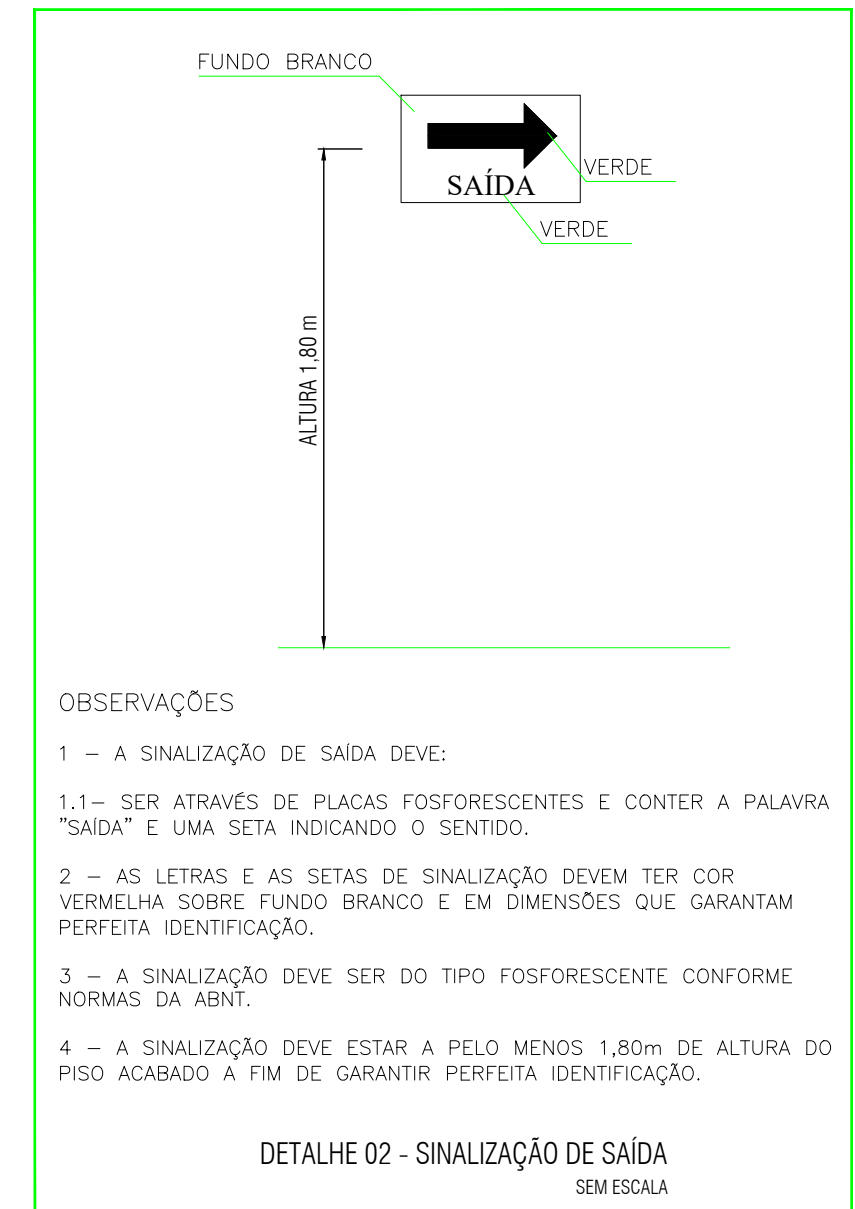 FUNDO BRANCO
VERDE
SAÍDA
VERDE
ALTURA 1,80 m
OBSERVAÇÕES
1 – A SINALIZAÇÃO DE SAÍDA DEVE:
1.1– SER ATRAVÉS DE PLACAS FOSFORESCENTES E CONTER A PALAVRA
"SAÍDA" E UMA SETA INDICANDO O SENTIDO.
2 – AS LETRAS E AS SETAS DE SINALIZAÇÃO DEVEM TER COR
VERMELHA SOBRE FUNDO BRANCO E EM DIMENSÕES QUE GARANTAM
PERFEITA IDENTIFICAÇÃO.
3 – A SINALIZAÇÃO DEVE SER DO TIPO FOSFORESCENTE CONFORME
NORMAS DA ABNT.
4 – A SINALIZAÇÃO DEVE ESTAR A PELO MENOS 1,80m DE ALTURA DO
PISO ACABADO A FIM DE GARANTIR PERFEITA IDENTIFICAÇÃO.
DETALHE 02 - SINALIZAÇÃO DE SAÍDA
SEM ESCALA